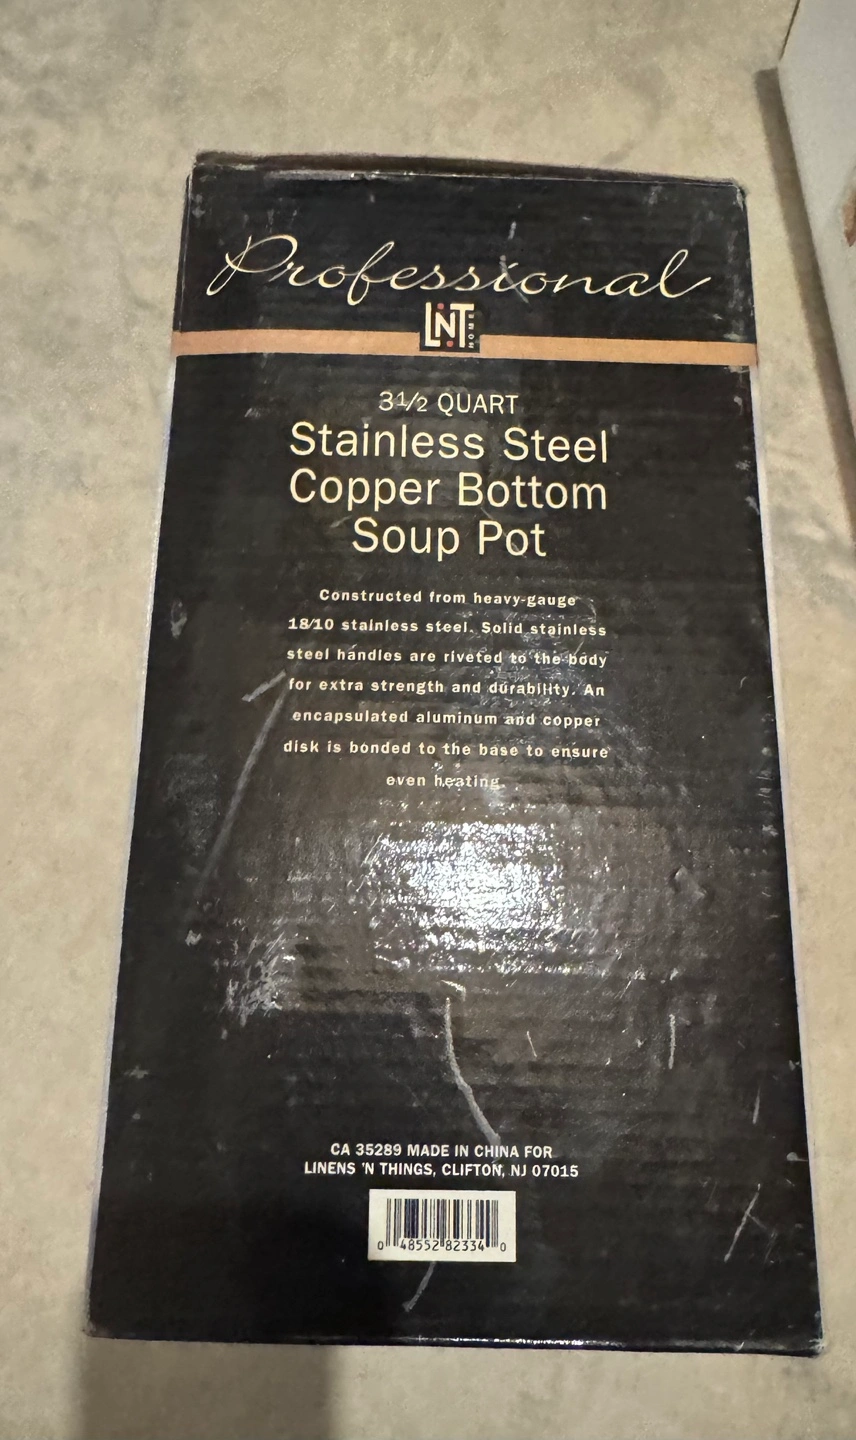 Professional
LNT HOME
3 1/2 QUART
Stainless Steel
Copper Bottom
Soup Pot
Constructed from heavy-gauge
18/10 stainless steel. Solid stainless
steel handles are riveted to the body
for extra strength and durability. An
encapsulated aluminum and copper
disk is bonded to the base to ensure
even heating.
CA 35289 MADE IN CHINA FOR
LINENS 'N THINGS, CLIFTON, NJ 07015
0 48552 82334 0